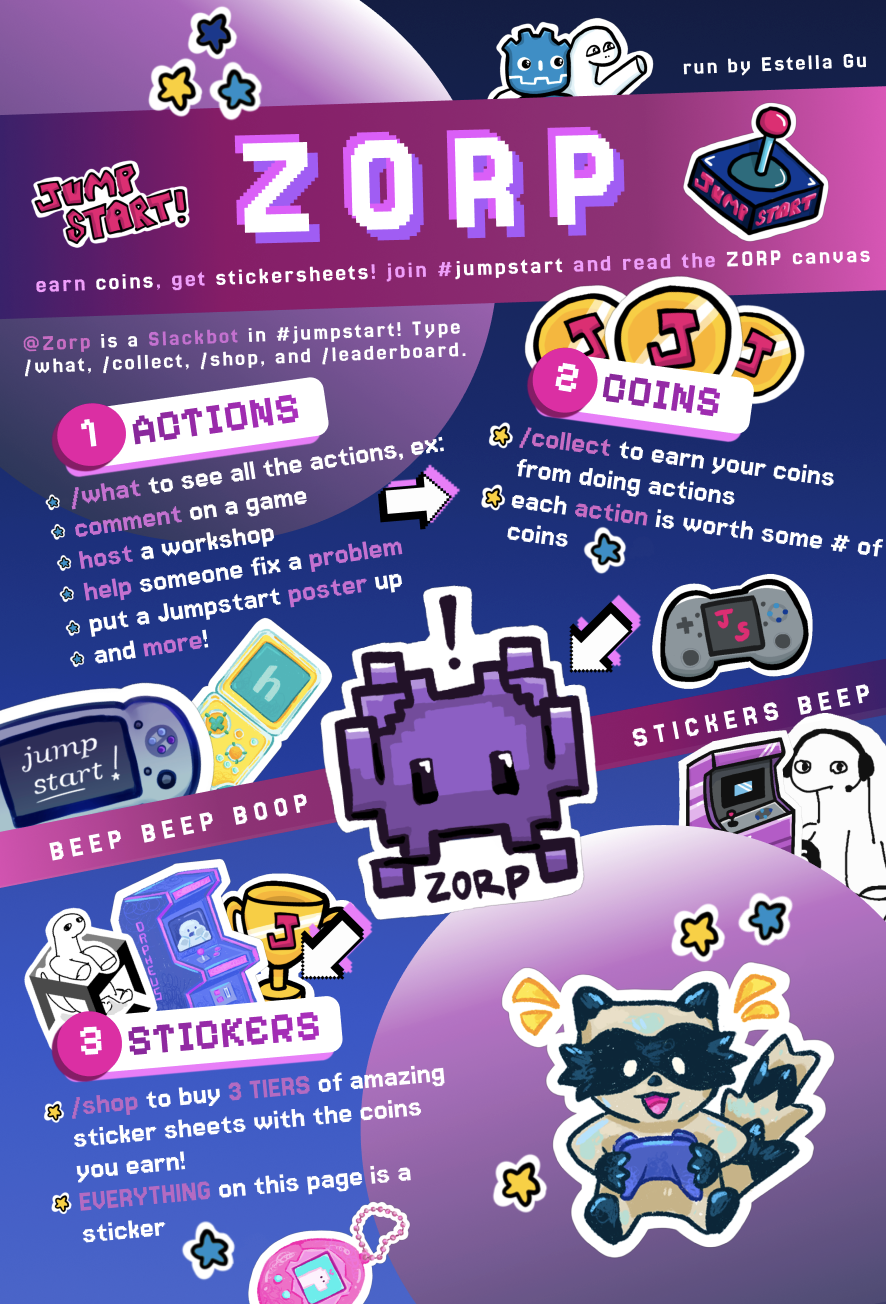 run by Estella Gu
JUMP
START!
ZORP
JUMP START
earn coins, get stickersheets! join #jumpstart and read the ZORP canvas
@Zorp is a Slackbot in #jumpstart! Type
/what, /collect, /shop, and /leaderboard.
J J J
1 ACTIONS
/what to see all the actions, ex:
comment on a game
host a workshop
help someone fix a problem
put a Jumpstart poster up
and more!
2 COINS
/collect to earn your coins
from doing actions
each action is worth some # of
coins
JS
h
jump
start!
!
ZORP
STICKERS BEEP
BEEP BEEP BOOP
ORPHEUS
J
3 STICKERS
/shop to buy 3 TIERS of amazing
sticker sheets with the coins
you earn!
EVERYTHING on this page is a
sticker